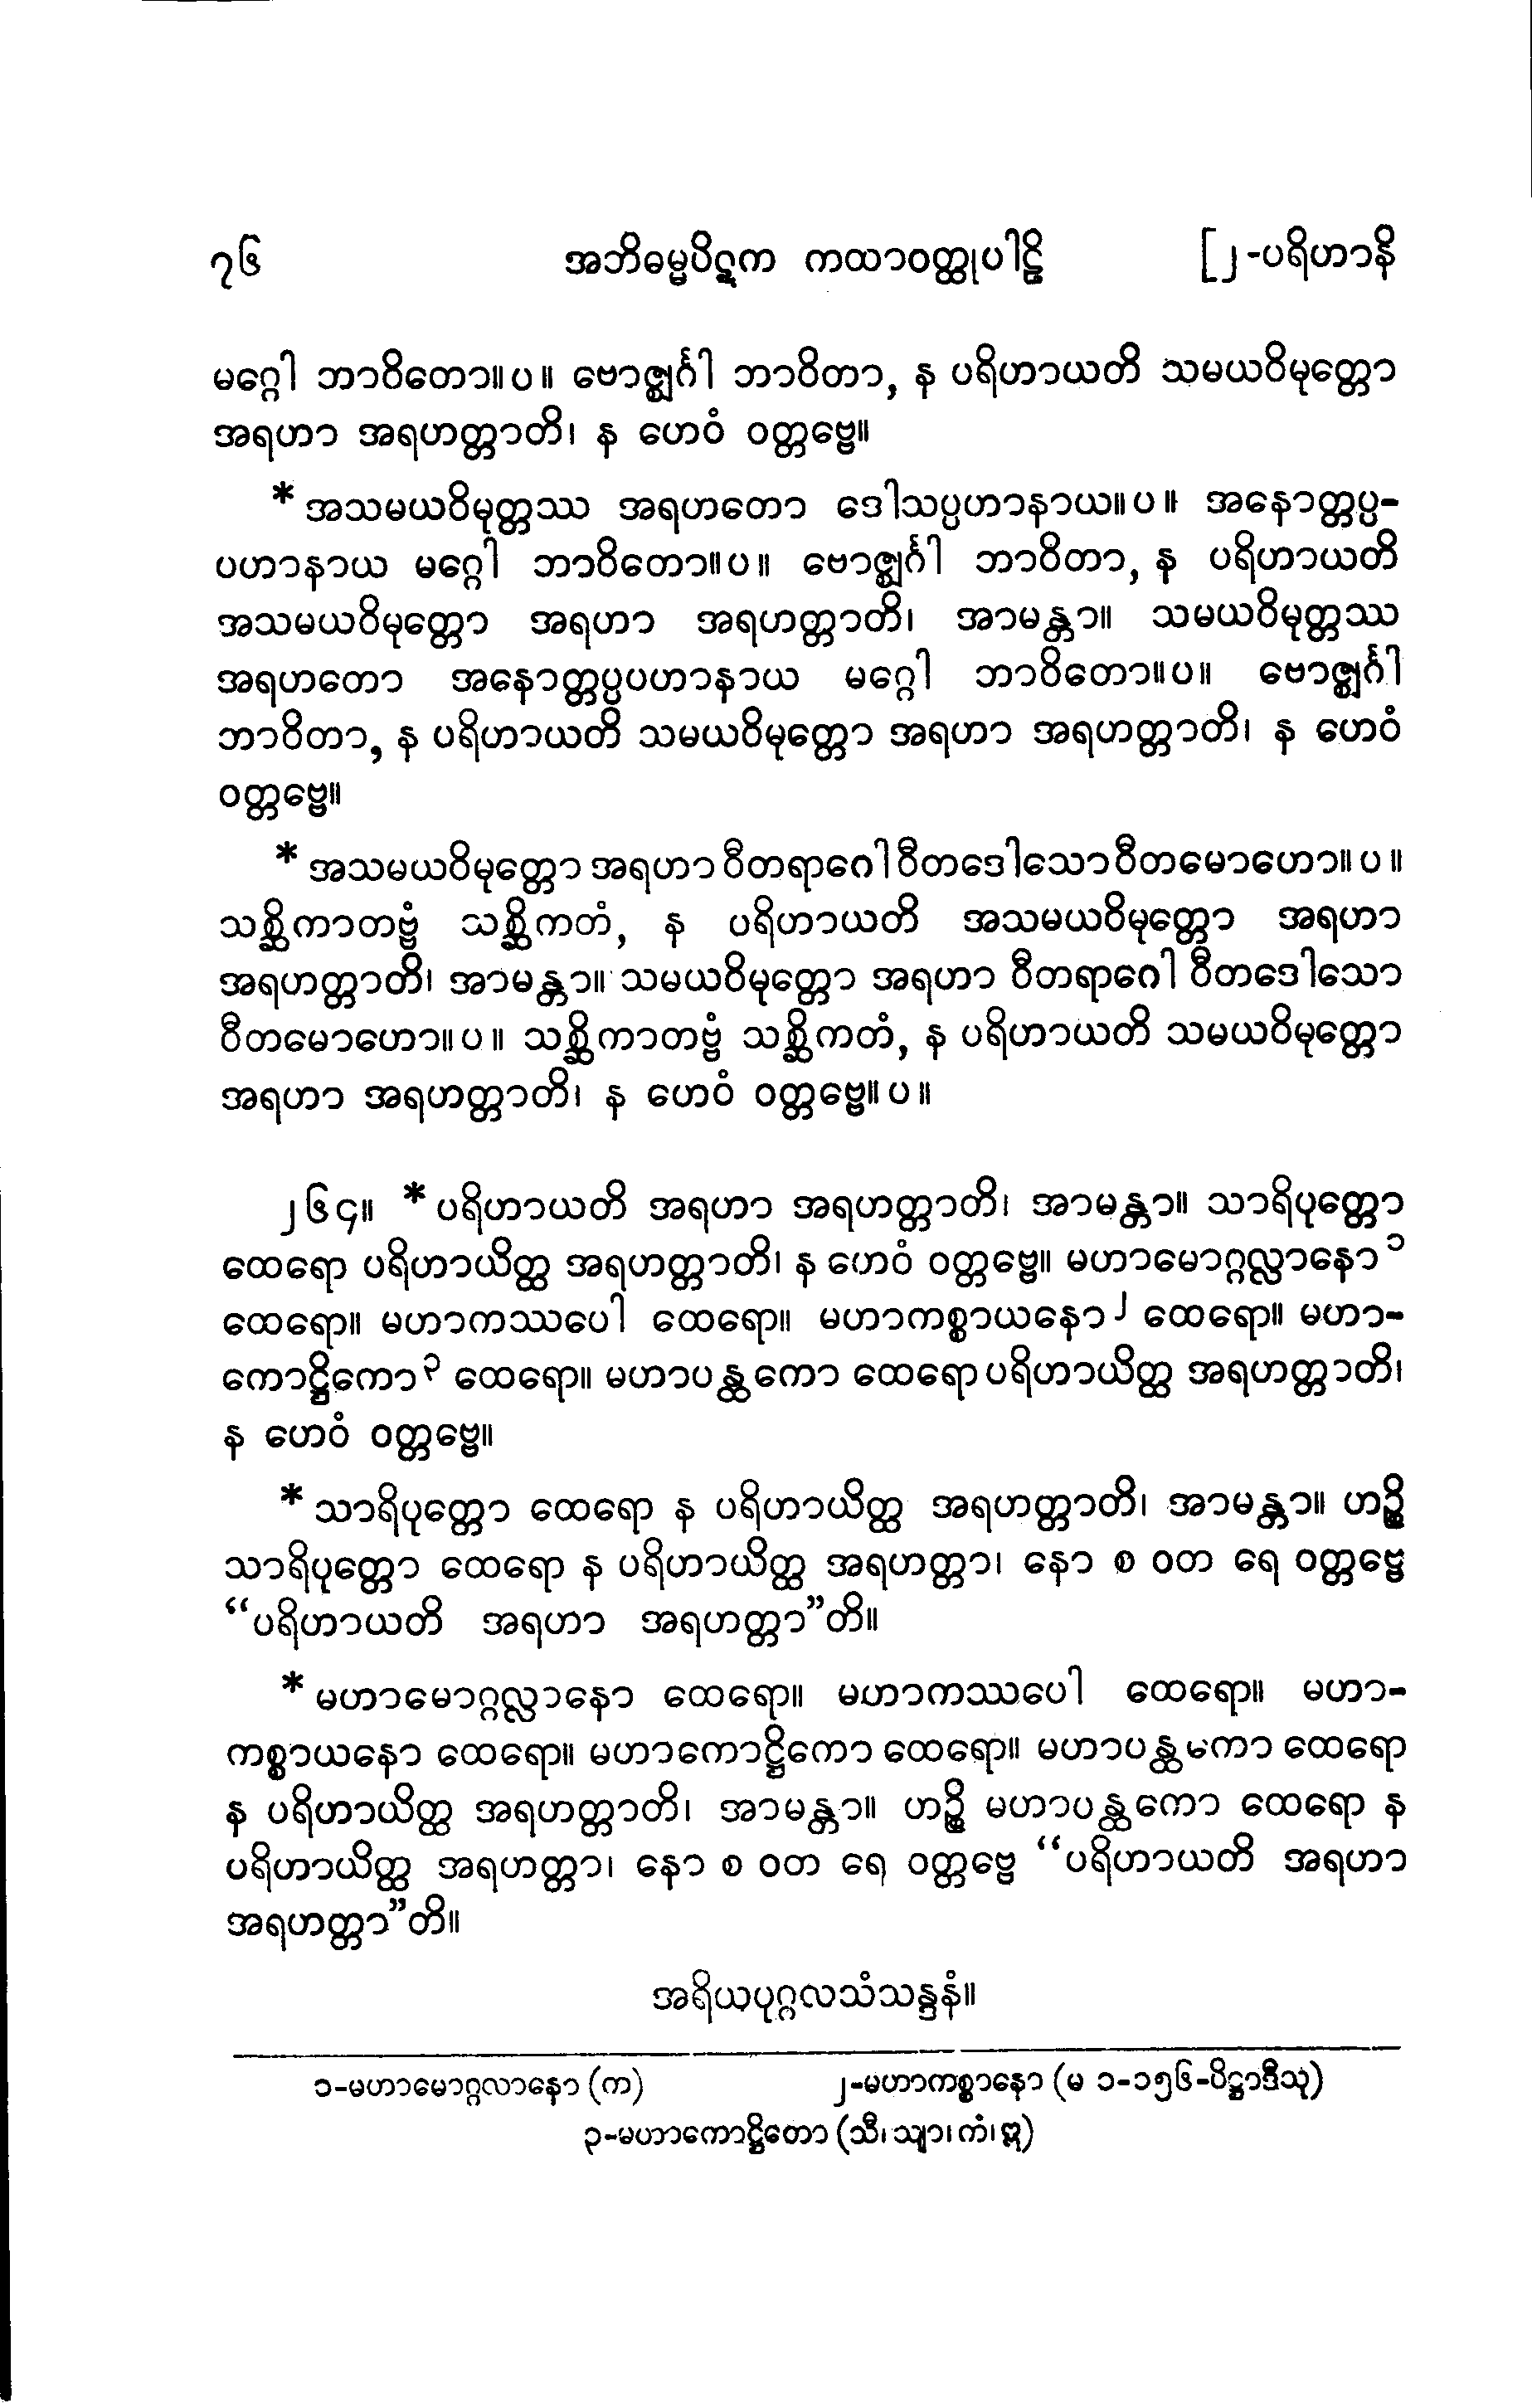 ၇၆ အဘိဓမ္မပိဋက ကထာဝတ္ထုပါဠိ [၂-ပရိဟာနိ
မဂ္ဂေါ ဘာဝိတော။ပ။ ဗောဇ္ဈင်္ဂါ ဘာဝိတာ, န ပရိဟာယတိ သမယဝိမုတ္တော
အရဟာ အရဟတ္တာတိ၊ န ဟေဝံ ဝတ္တဗ္ဗေ။
* အသမယဝိမုတ္တဿ အရဟတော ဒေါသပ္ပဟာနာယ။ပ။ အနောတ္တပ္ပ-
ပဟာနာယ မဂ္ဂေါ ဘာဝိတော။ပ။ ဗောဇ္ဈင်္ဂါ ဘာဝိတာ, န ပရိဟာယတိ
အသမယဝိမုတ္တော အရဟာ အရဟတ္တာတိ၊ အာမန္တာ။ သမယဝိမုတ္တဿ
အရဟတော အနောတ္တပ္ပပဟာနာယ မဂ္ဂေါ ဘာဝိတော။ပ။ ဗောဇ္ဈင်္ဂါ
ဘာဝိတာ, န ပရိဟာယတိ သမယဝိမုတ္တော အရဟာ အရဟတ္တာတိ၊ န ဟေဝံ
ဝတ္တဗ္ဗေ။
* အသမယဝိမုတ္တော အရဟာ ဝီတရာဂေါ ဝီတဒေါသော ဝီတမောဟော။ပ။
သစ္ဆိကာတဗ္ဗံ သစ္ဆိကတံ, န ပရိဟာယတိ အသမယဝိမုတ္တော အရဟာ
အရဟတ္တာတိ၊ အာမန္တာ။ သမယဝိမုတ္တော အရဟာ ဝီတရာဂေါ ဝီတဒေါသော
ဝီတမောဟော။ပ။ သစ္ဆိကာတဗ္ဗံ သစ္ဆိကတံ, န ပရိဟာယတိ သမယဝိမုတ္တော
အရဟာ အရဟတ္တာတိ၊ န ဟေဝံ ဝတ္တဗ္ဗေ။ပ။
၂၆၄။ * ပရိဟာယတိ အရဟာ အရဟတ္တာတိ၊ အာမန္တာ။ သာရိပုတ္တော
ထေရော ပရိဟာယိတ္ထ အရဟတ္တာတိ၊ န ဟေဝံ ဝတ္တဗ္ဗေ။ မဟာမောဂ္ဂလ္လာနော ၁
ထေရော။ မဟာကဿပေါ ထေရော။ မဟာကစ္စာယနော ၂ ထေရော။ မဟာ-
ကောဋ္ဌိကော ၃ ထေရော။ မဟာပန္ထကော ထေရော ပရိဟာယိတ္ထ အရဟတ္တာတိ၊
န ဟေဝံ ဝတ္တဗ္ဗေ။
* သာရိပုတ္တော ထေရော န ပရိဟာယိတ္ထ အရဟတ္တာတိ၊ အာမန္တာ။ ဟဉ္စိ
သာရိပုတ္တော ထေရော န ပရိဟာယိတ္ထ အရဟတ္တာ၊ နော စ ဝတ ရေ ဝတ္တဗ္ဗေ
“ပရိဟာယတိ အရဟာ အရဟတ္တာ”တိ။
* မဟာမောဂ္ဂလ္လာနော ထေရော။ မဟာကဿပေါ ထေရော။ မဟာ-
ကစ္စာယနော ထေရော။ မဟာကောဋ္ဌိကော ထေရော။ မဟာပန္ထကော ထေရော
န ပရိဟာယိတ္ထ အရဟတ္တာတိ၊ အာမန္တာ။ ဟဉ္စိ မဟာပန္ထကော ထေရော န
ပရိဟာယိတ္ထ အရဟတ္တာ၊ နော စ ဝတ ရေ ဝတ္တဗ္ဗေ “ပရိဟာယတိ အရဟာ
အရဟတ္တာ”တိ။
အရိယပုဂ္ဂလသံသန္ဒနံ။
၁-မဟာမောဂ္ဂလာနော (က) ၂-မဟာကစ္စာနော (မ ၁-၁၅၆-ပိဋ္ဌာဒီသု)
၃-မဟာကောဋ္ဌိတော (သီ၊ သျာ၊ ကံ၊ ဣ)